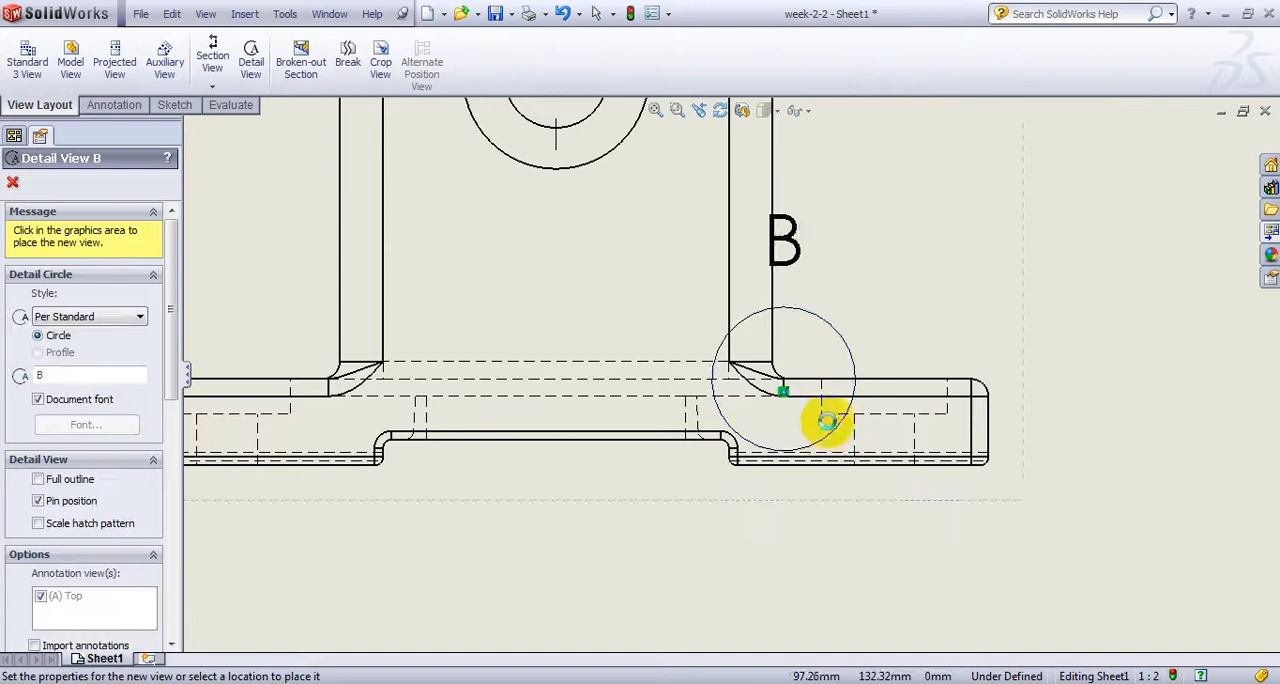 SolidWorks File Edit View Insert Tools Window Help week-2-2 - Sheet1 * Search SolidWorks Help
Standard 3 View
Model View
Projected View
Auxiliary View
Section View
Detail View
Broken-out Section
Break
Crop View
Alternate Position View
View Layout Annotation Sketch Evaluate
Detail View B ?
Message
Click in the graphics area to
place the new view.
Detail Circle
Style:
A Per Standard
Circle
Profile
A B
Document font
Font...
Detail View
Full outline
Pin position
Scale hatch pattern
Options
Annotation view(s):
(A) Top
Import annotations
B
Sheet1
Set the properties for the new view or select a location to place it 97.26mm 132.32mm 0mm Under Defined Editing Sheet1 1 : 2 ?